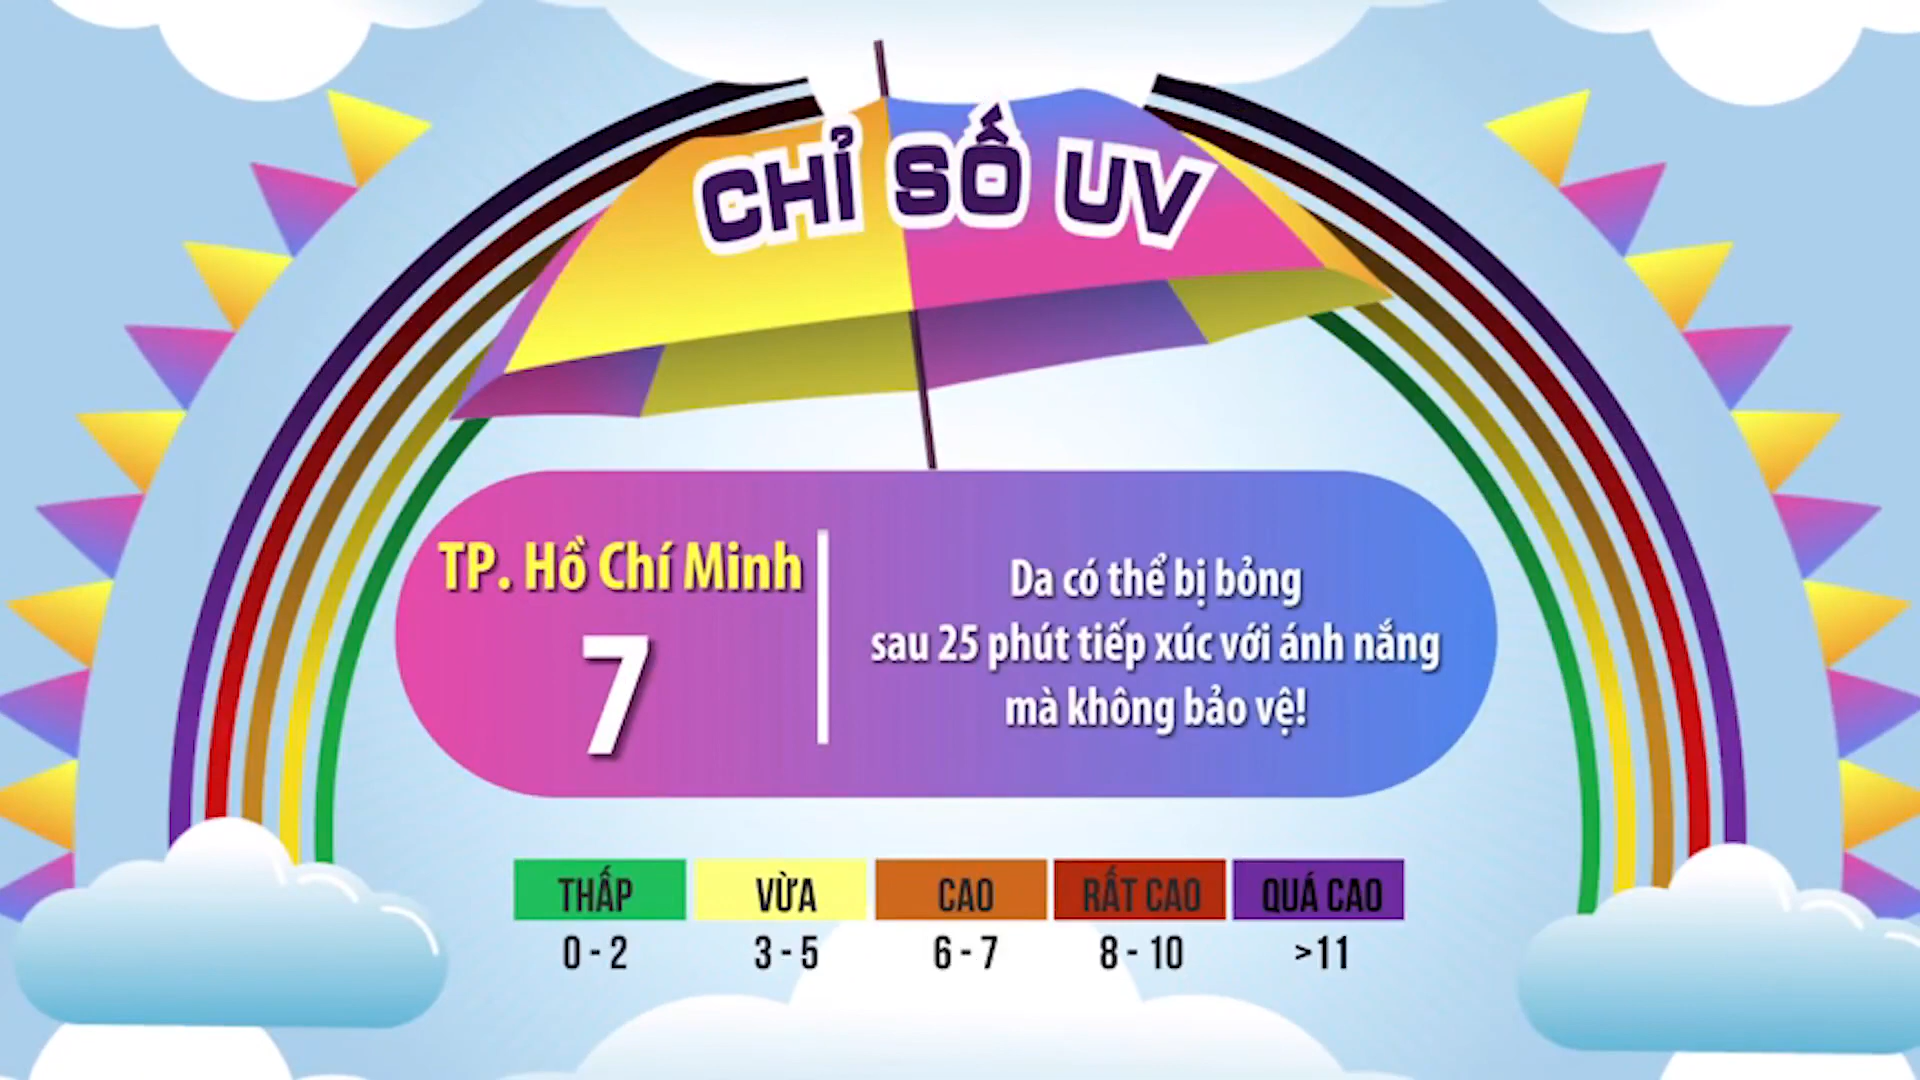 CHỈ SỐ UV
TP. Hồ Chí Minh
7
Da có thể bị bỏng
sau 25 phút tiếp xúc với ánh nắng
mà không bảo vệ!
THẤP VỪA CAO RẤT CAO QUÁ CAO
0 - 2 3 - 5 6 - 7 8 - 10 >11